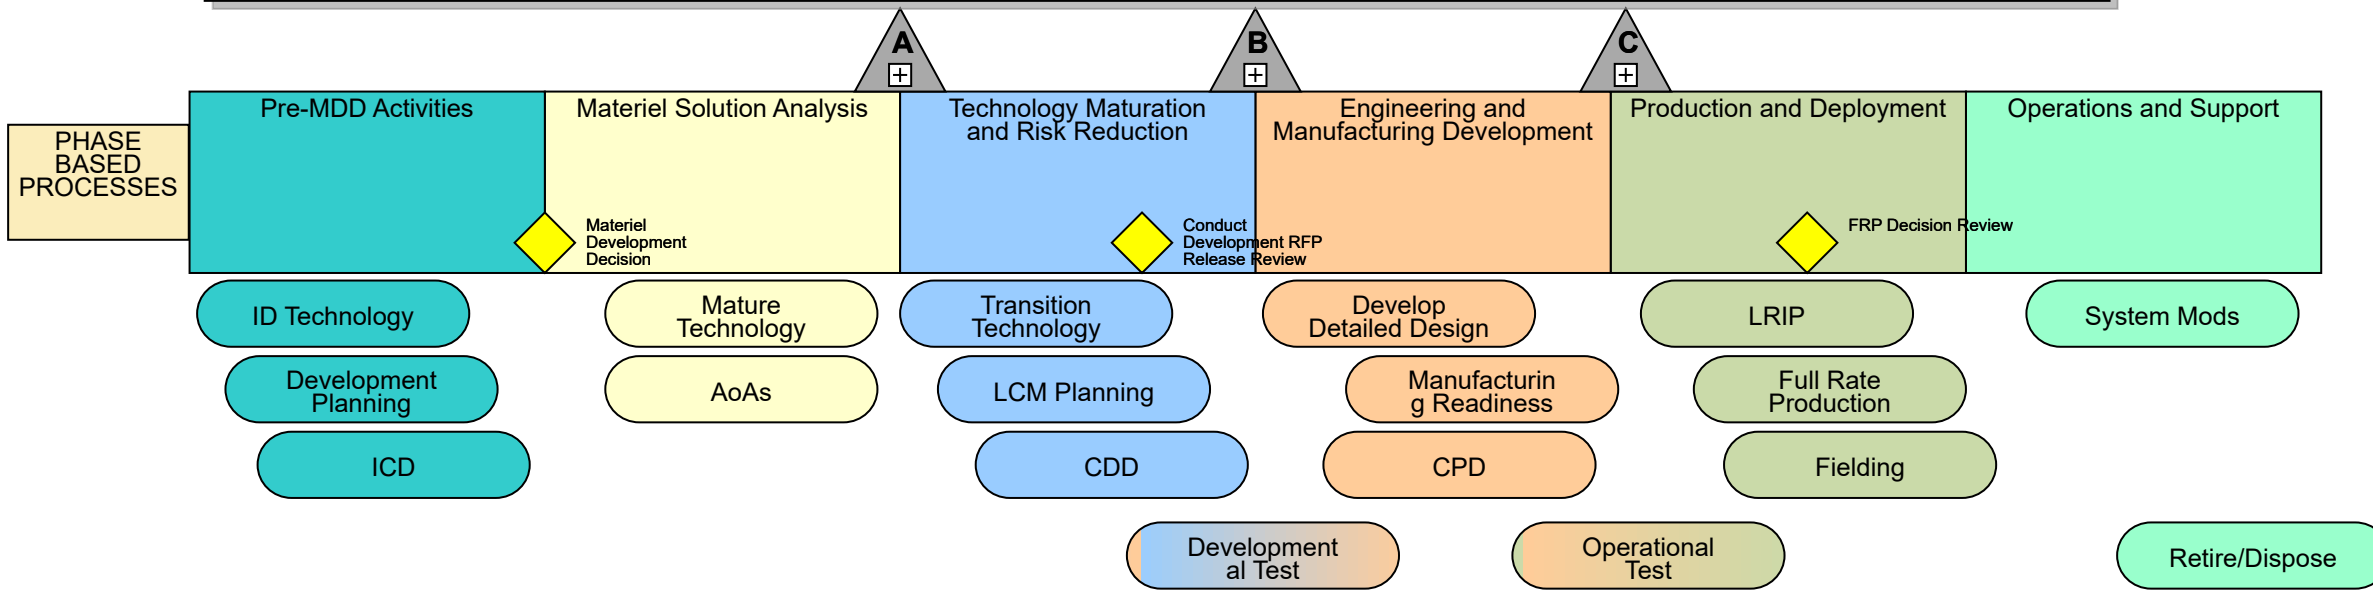 A
B
C
PHASE
BASED
PROCESSES
Pre-MDD Activities
Materiel Solution Analysis
Technology Maturation
and Risk Reduction
Engineering and
Manufacturing Development
Production and Deployment
Operations and Support
Materiel
Development
Decision
Conduct
Development RFP
Release Review
FRP Decision Review
ID Technology
Mature
Technology
Transition
Technology
Develop
Detailed Design
LRIP
System Mods
Development
Planning
AoAs
LCM Planning
Manufacturin
g Readiness
Full Rate
Production
ICD
CDD
CPD
Fielding
Development
al Test
Operational
Test
Retire/Dispose